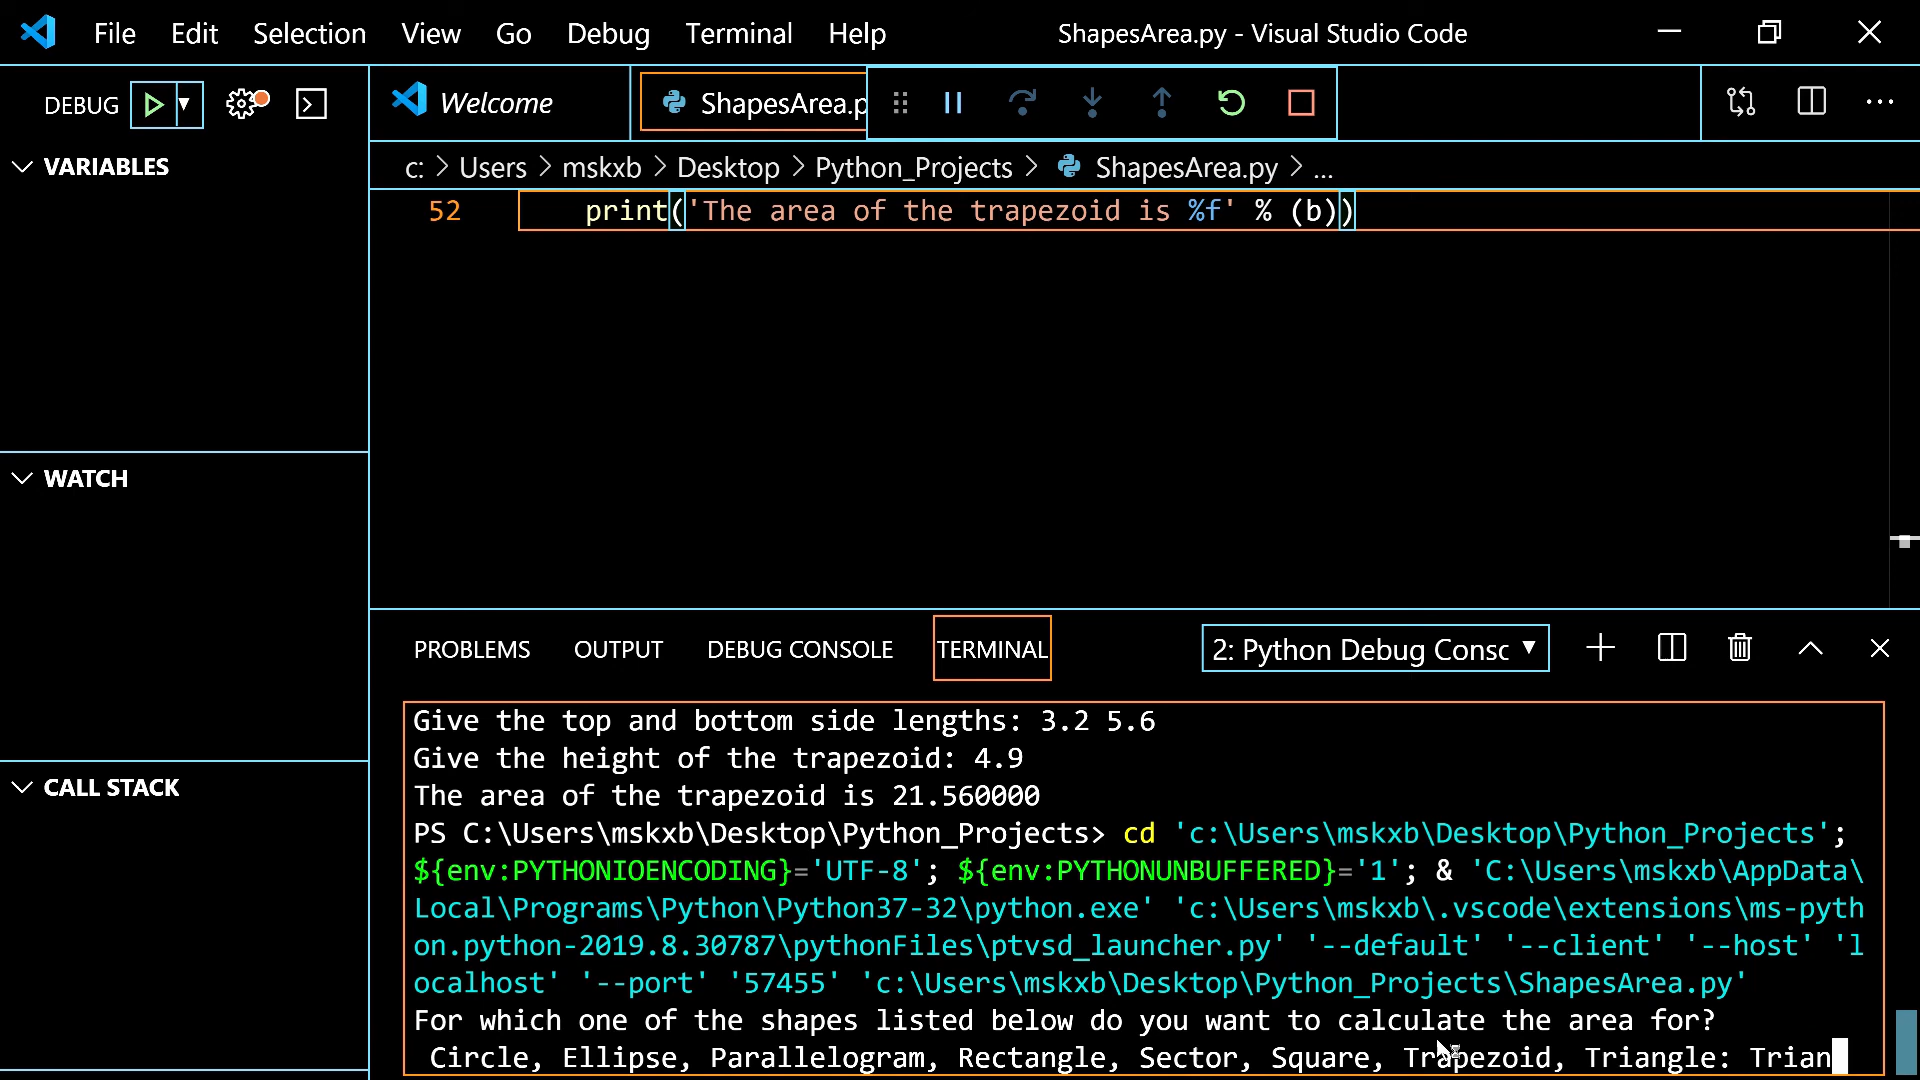 File Edit Selection View Go Debug Terminal Help ShapesArea.py - Visual Studio Code
DEBUG
Welcome
ShapesArea.p
VARIABLES
c: > Users > mskxb > Desktop > Python_Projects > ShapesArea.py > ...
52 print('The area of the trapezoid is %f' % (b))
WATCH
CALL STACK
PROBLEMS OUTPUT DEBUG CONSOLE TERMINAL 2: Python Debug Consc
Give the top and bottom side lengths: 3.2 5.6
Give the height of the trapezoid: 4.9
The area of the trapezoid is 21.560000
PS C:\Users\mskxb\Desktop\Python_Projects> cd 'c:\Users\mskxb\Desktop\Python_Projects';
${env:PYTHONIOENCODING}='UTF-8'; ${env:PYTHONUNBUFFERED}='1'; & 'C:\Users\mskxb\AppData\
Local\Programs\Python\Python37-32\python.exe' 'c:\Users\mskxb\.vscode\extensions\ms-pyth
on.python-2019.8.30787\pythonFiles\ptvsd_launcher.py' '--default' '--client' '--host' 'l
ocalhost' '--port' '57455' 'c:\Users\mskxb\Desktop\Python_Projects\ShapesArea.py'
For which one of the shapes listed below do you want to calculate the area for?
Circle, Ellipse, Parallelogram, Rectangle, Sector, Square, Trapezoid, Triangle: Trian